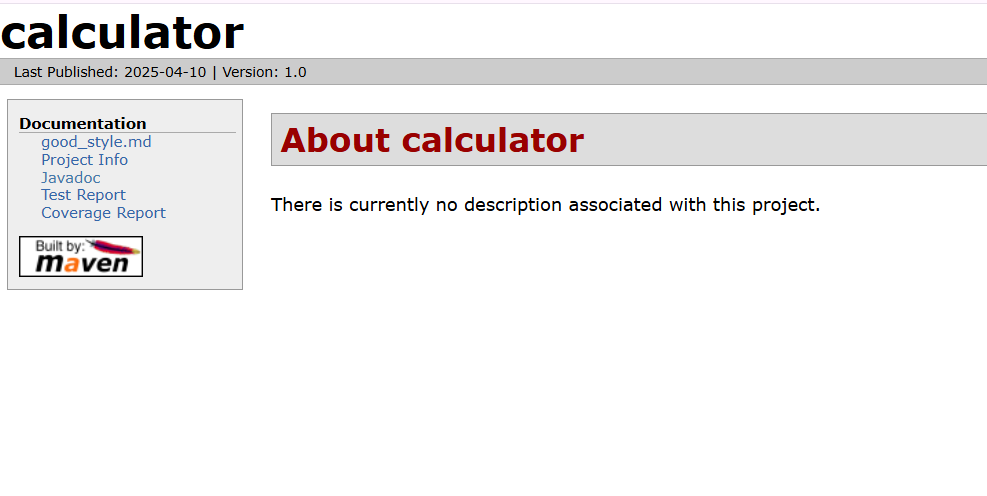 calculator
Last Published: 2025-04-10 | Version: 1.0
Documentation
good_style.md
Project Info
Javadoc
Test Report
Coverage Report
Built by:
maven
About calculator
There is currently no description associated with this project.